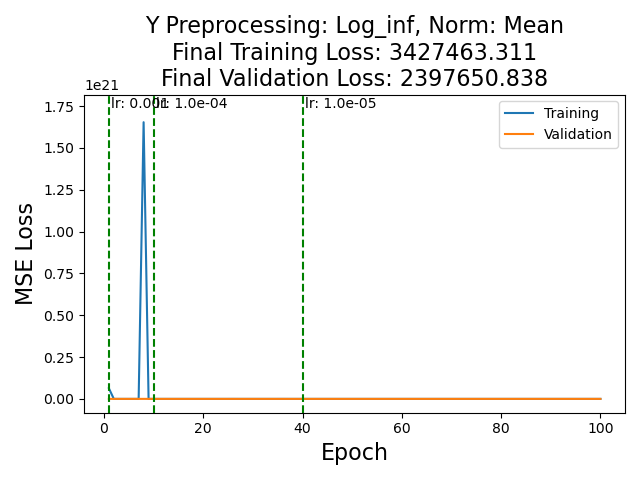 Y Preprocessing: Log_inf, Norm: Mean
Final Training Loss: 3427463.311
Final Validation Loss: 2397650.838
1e21
lr: 0.001 lr: 1.0e-04 lr: 1.0e-05
Training
Validation
1.75
1.50
1.25
1.00
0.75
0.50
0.25
0.00
MSE Loss
0 20 40 60 80 100
Epoch